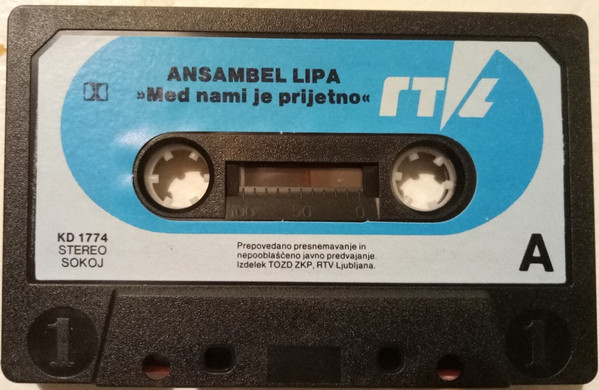 ANSAMBEL LIPA
»Med nami je prijetno«
RTVL
100 50 0
KD 1774
STEREO
SOKOJ
Prepovedano presnemavanje in
nepooblaščeno javno predvajanje.
Izdelek TOZD ZKP, RTV Ljubljana.
A
1 1